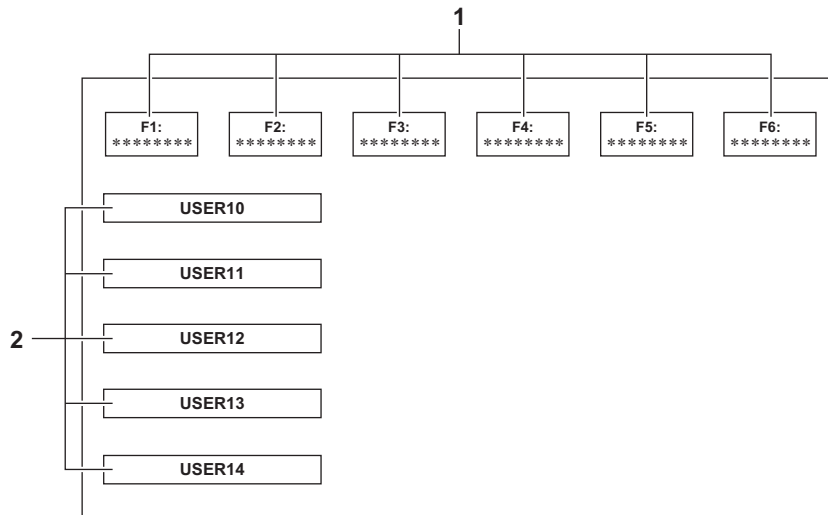 1
F1: F2: F3: F4: F5: F6:
******** ******** ******** ******** ******** ********
USER10
USER11
2 USER12
USER13
USER14